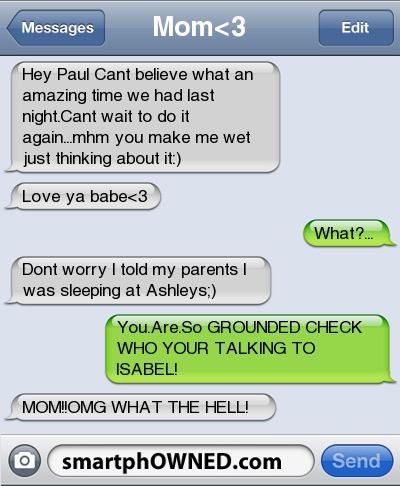 Messages
Mom<3
Edit
Hey Paul Cant believe what an
amazing time we had last
night.Cant wait to do it
again...mhm you make me wet
just thinking about it:)
Love ya babe<3
What?...
Dont worry I told my parents I
was sleeping at Ashleys;)
You.Are.So GROUNDED CHECK
WHO YOUR TALKING TO
ISABEL!
MOM!!OMG WHAT THE HELL!
smartphOWNED.com
Send